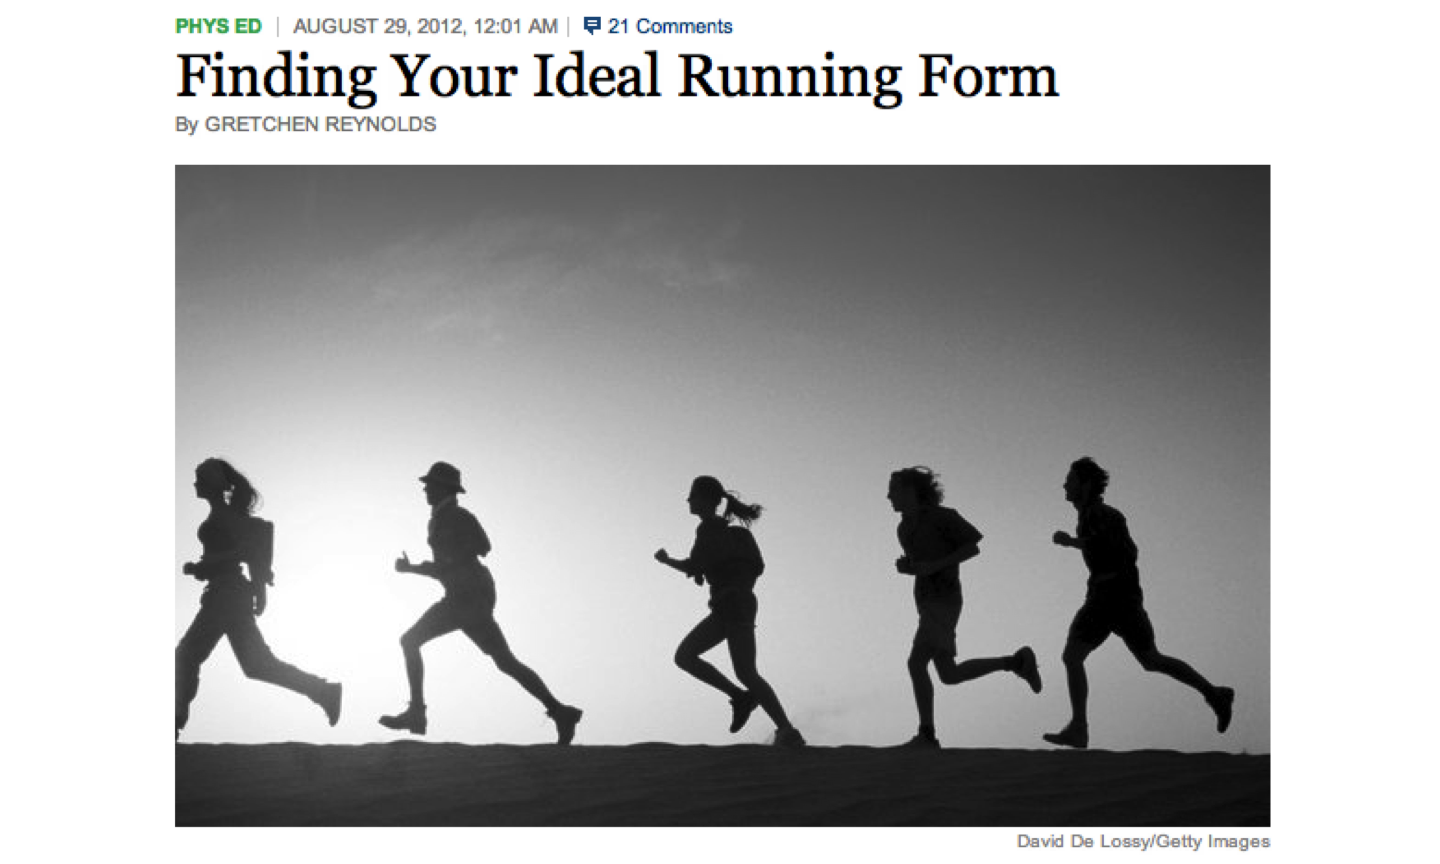 PHYS ED | AUGUST 29, 2012, 12:01 AM | 21 Comments
Finding Your Ideal Running Form
By GRETCHEN REYNOLDS
David De Lossy/Getty Images